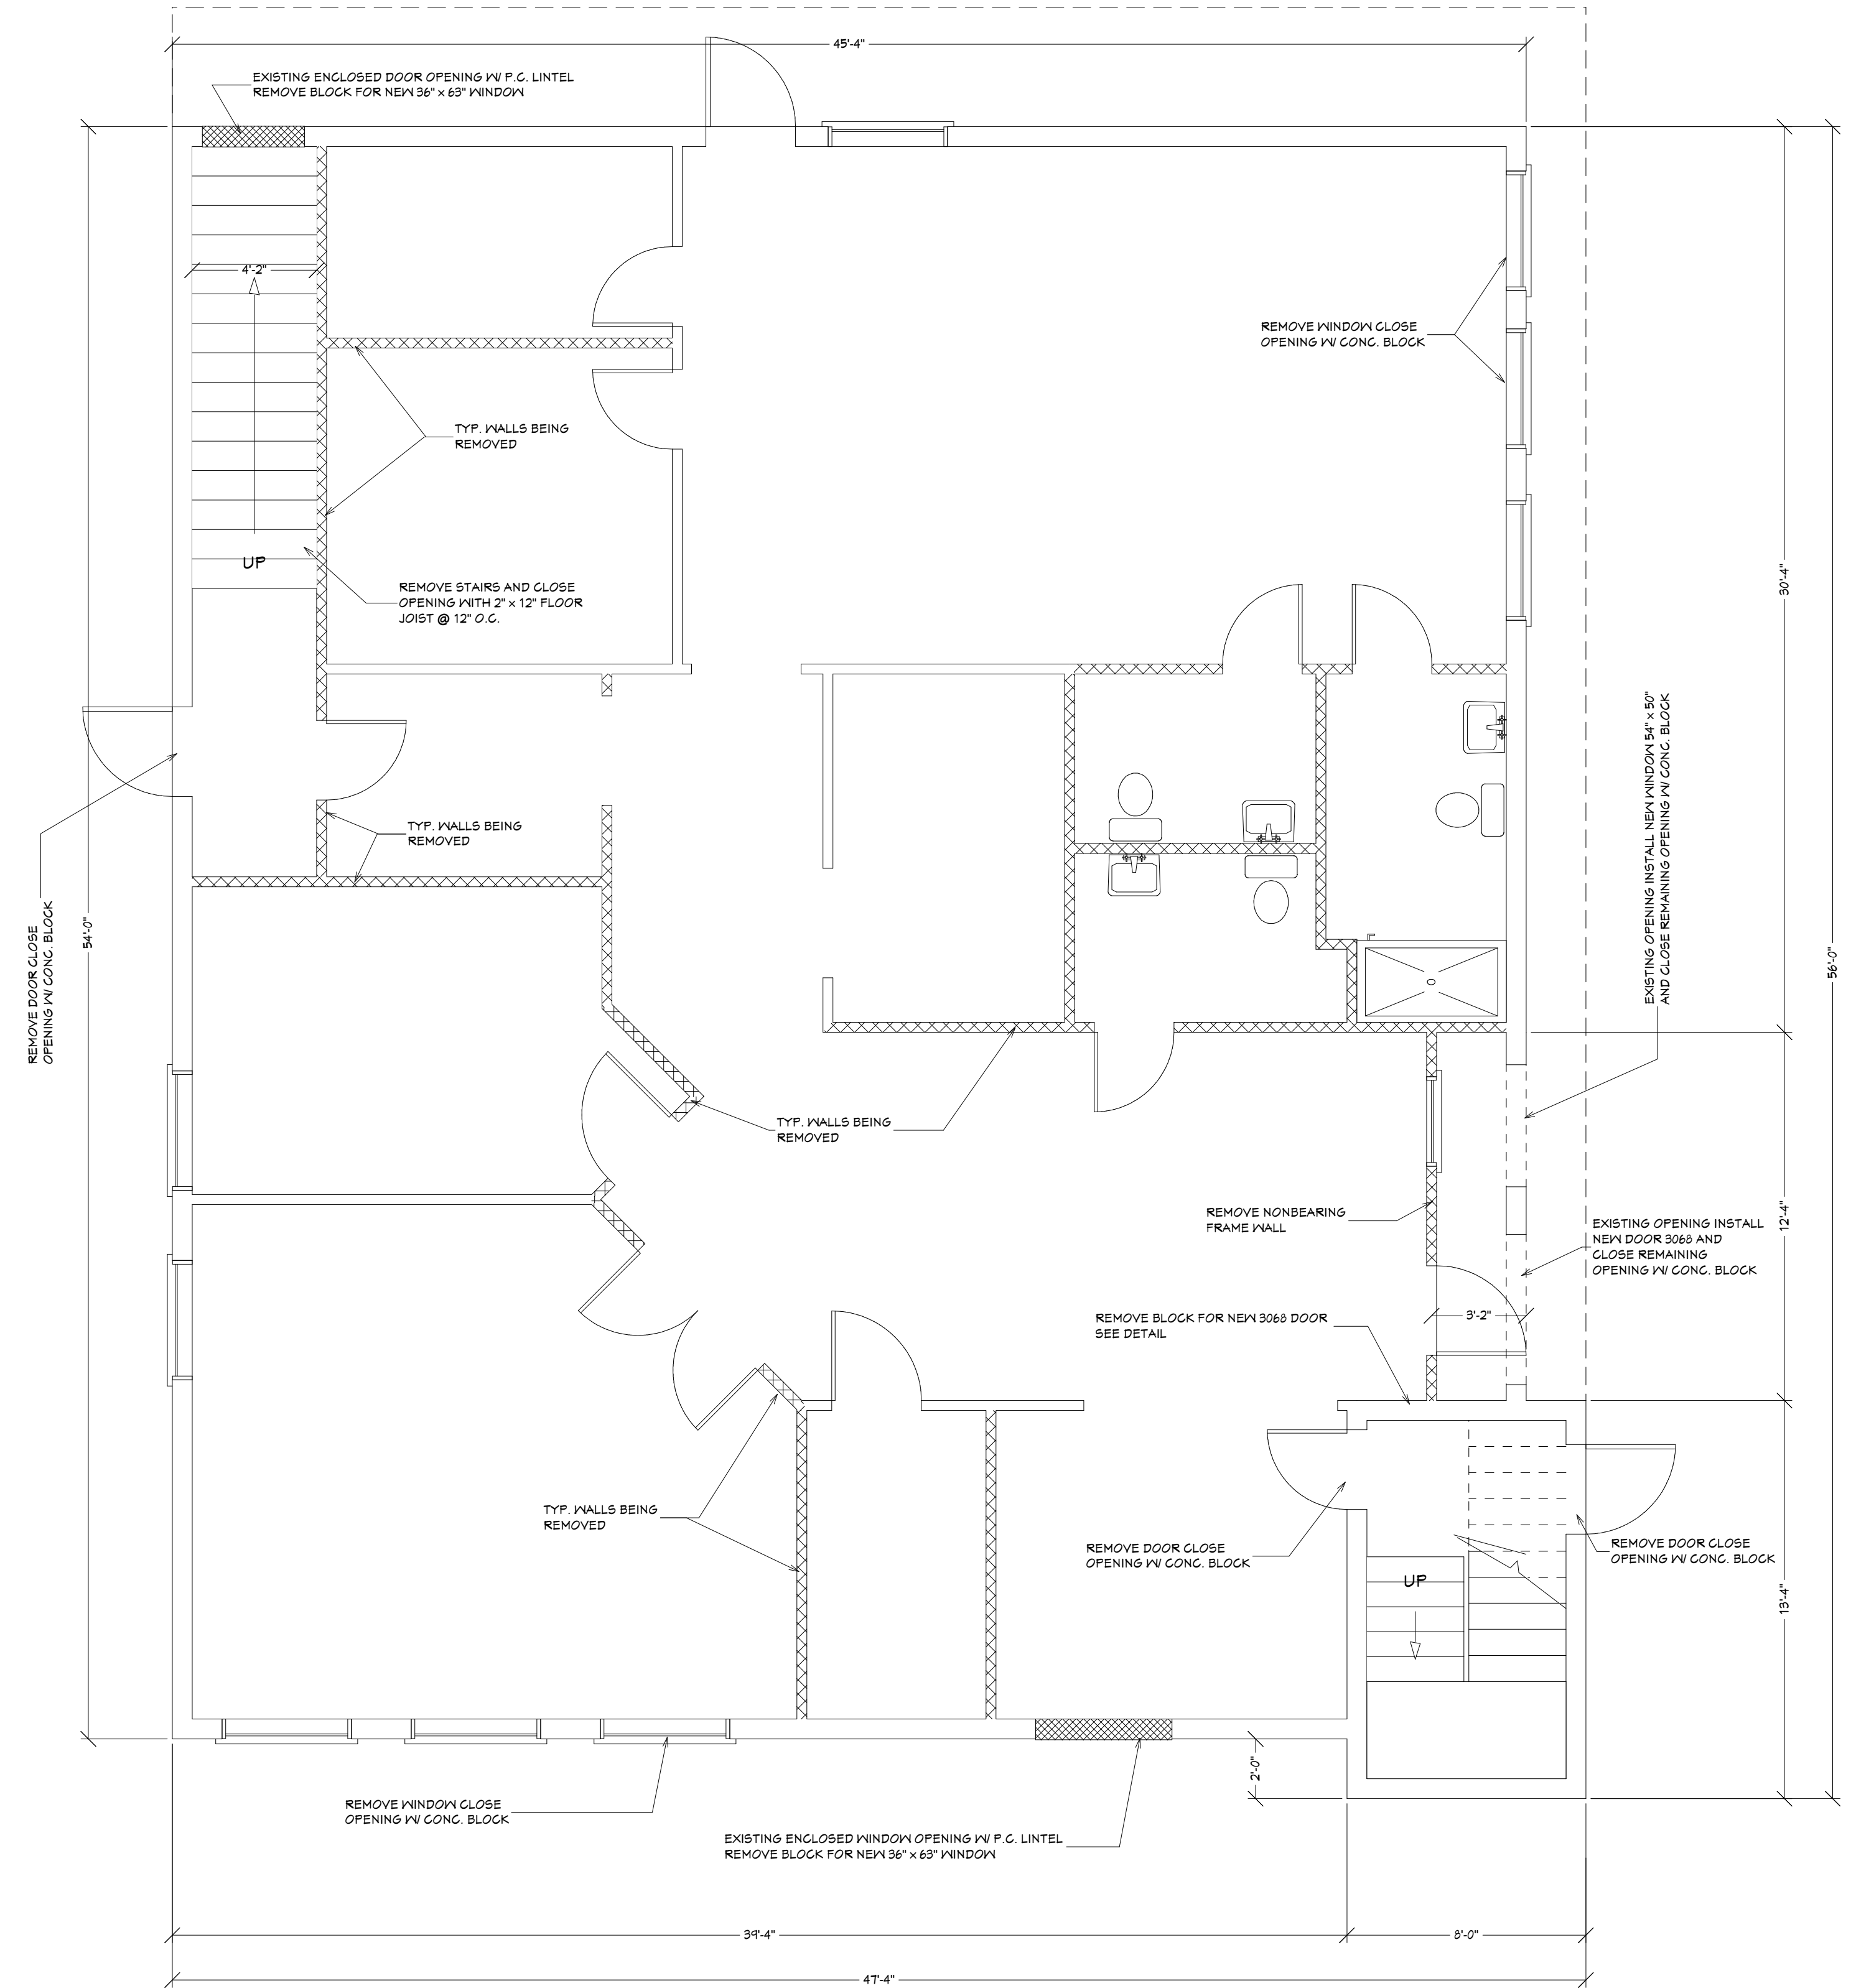 45'-4"
EXISTING ENCLOSED DOOR OPENING W/ P.C. LINTEL
REMOVE BLOCK FOR NEW 36" x 63" WINDOW
4'-2"
REMOVE WINDOW CLOSE
OPENING W/ CONC. BLOCK
TYP. WALLS BEING
REMOVED
UP
REMOVE STAIRS AND CLOSE
OPENING WITH 2" x 12" FLOOR
JOIST @ 12" O.C.
30'-4"
EXISTING OPENING INSTALL NEW WINDOW 54" x 50"
AND CLOSE REMAINING OPENING W/ CONC. BLOCK
TYP. WALLS BEING
REMOVED
REMOVE DOOR CLOSE
OPENING W/ CONC. BLOCK
54'-0"
56'-0"
TYP. WALLS BEING
REMOVED
REMOVE NONBEARING
FRAME WALL
12'-4"
EXISTING OPENING INSTALL
NEW DOOR 3068 AND
CLOSE REMAINING
OPENING W/ CONC. BLOCK
REMOVE BLOCK FOR NEW 3068 DOOR
SEE DETAIL
3'-2"
TYP. WALLS BEING
REMOVED
REMOVE DOOR CLOSE
OPENING W/ CONC. BLOCK
REMOVE DOOR CLOSE
OPENING W/ CONC. BLOCK
UP
13'-4"
2'-0"
REMOVE WINDOW CLOSE
OPENING W/ CONC. BLOCK
EXISTING ENCLOSED WINDOW OPENING W/ P.C. LINTEL
REMOVE BLOCK FOR NEW 36" x 63" WINDOW
39'-4"
8'-0"
47'-4"